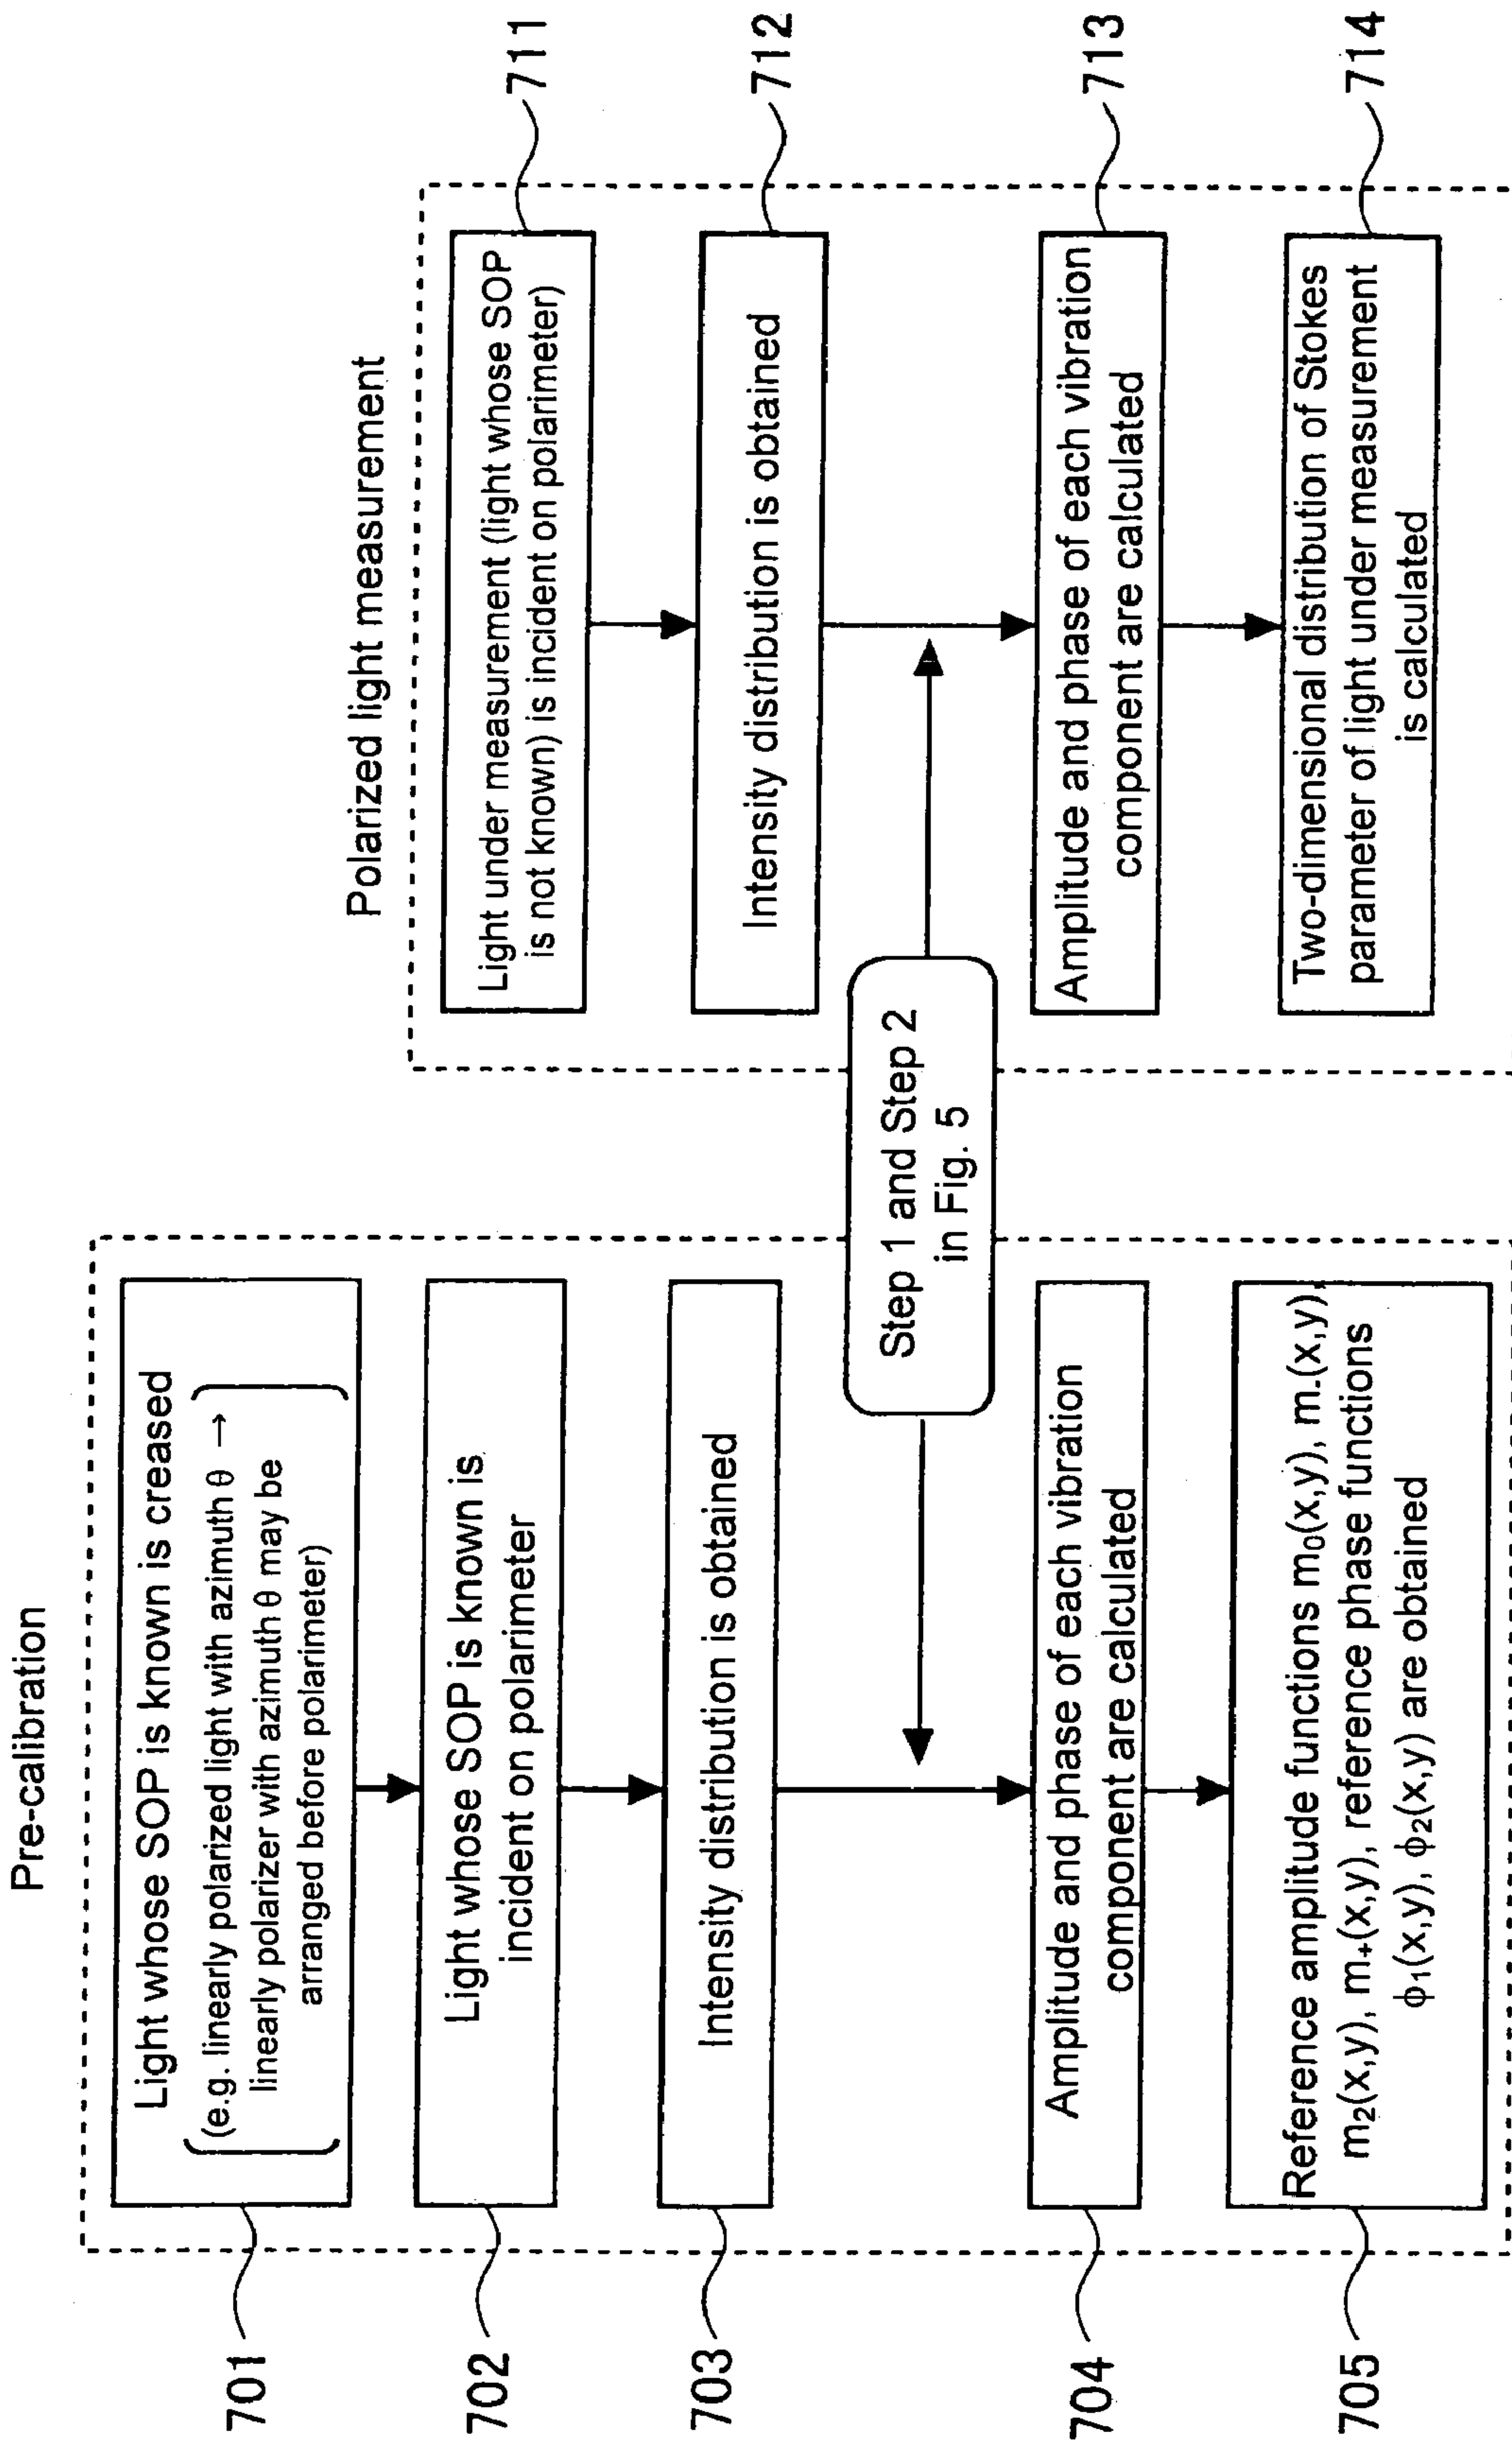 Pre-calibration
701
Light whose SOP is known is creased
(e.g. linearly polarized light with azimuth θ →
linearly polarizer with azimuth θ may be
arranged before polarimeter)
702
Light whose SOP is known is
incident on polarimeter
703
Intensity distribution is obtained
Step 1 and Step 2
in Fig. 5
704
Amplitude and phase of each vibration
component are calculated
705
Reference amplitude functions m₀(x,y), m₋(x,y),
m₂(x,y), m₊(x,y), reference phase functions
ϕ₁(x,y), ϕ₂(x,y) are obtained
Polarized light measurement
Light under measurement (light whose SOP
is not known) is incident on polarimeter)
711
Intensity distribution is obtained
712
Amplitude and phase of each vibration
component are calculated
713
Two-dimensional distribution of Stokes
parameter of light under measurement
is calculated
714